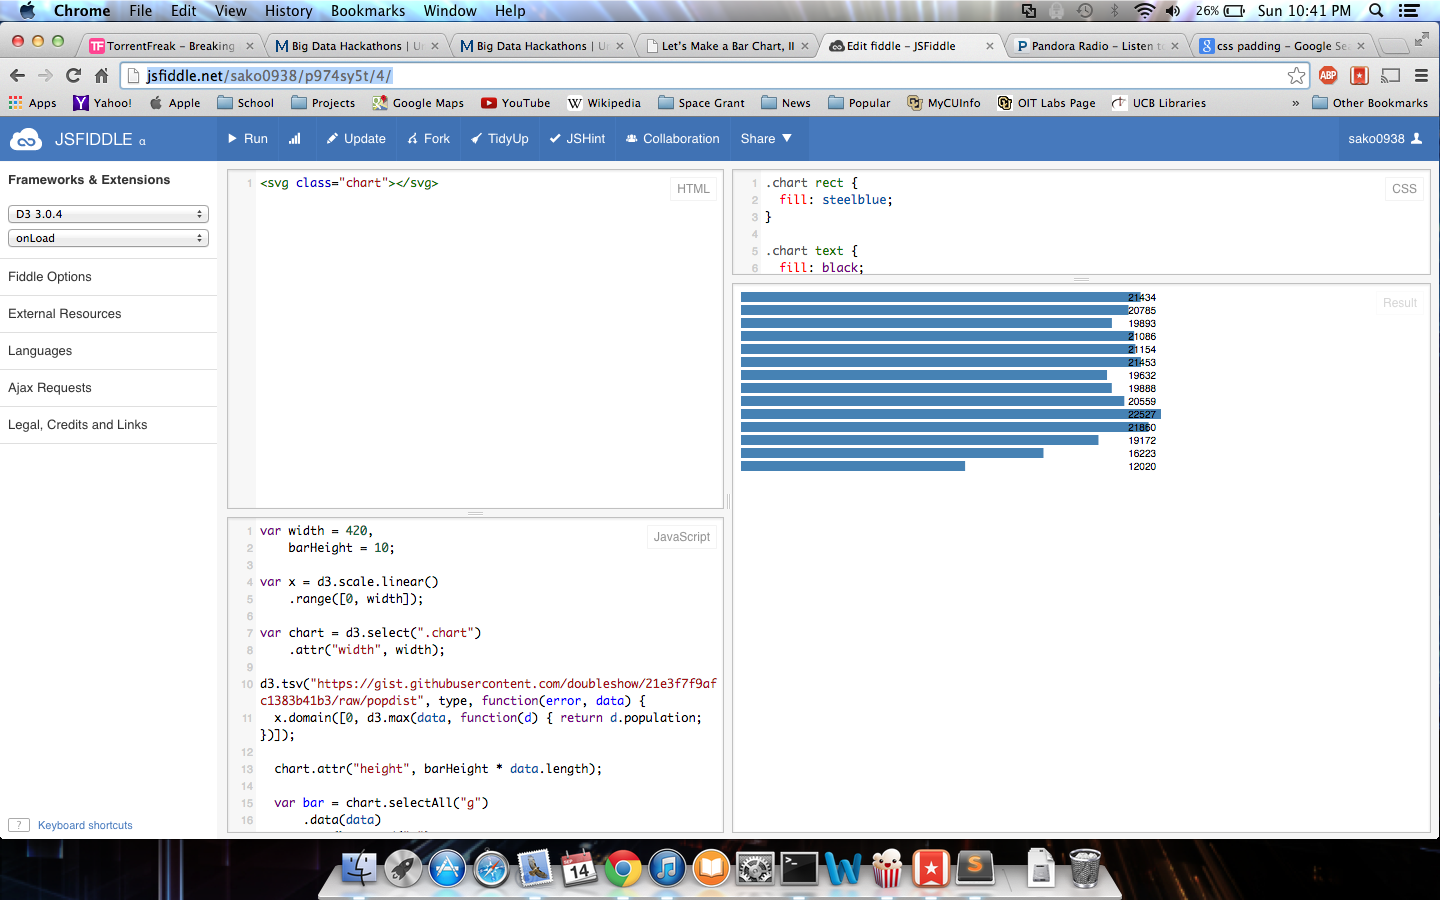 Chrome File Edit View History Bookmarks Window Help 26% Sun 10:41 PM
TorrentFreak – Breaking Big Data Hackathons | Un Big Data Hackathons | Un Let's Make a Bar Chart, II Edit fiddle – JSFiddle Pandora Radio – Listen to css padding – Google Sea
jsfiddle.net/sako0938/p974sy5t/4/ ABP
Apps Yahoo! Apple School Projects Google Maps YouTube Wikipedia Space Grant News Popular MyCUInfo OIT Labs Page UCB Libraries » Other Bookmarks
JSFIDDLE α Run Update Fork TidyUp JSHint Collaboration Share sako0938
Frameworks & Extensions
D3 3.0.4
onLoad
Fiddle Options
External Resources
Languages
Ajax Requests
Legal, Credits and Links
? Keyboard shortcuts
HTML
1 <svg class="chart"></svg>
JavaScript
1 var width = 420,
2 barHeight = 10;
3
4 var x = d3.scale.linear()
5 .range([0, width]);
6
7 var chart = d3.select(".chart")
8 .attr("width", width);
9
10 d3.tsv("https://gist.githubusercontent.com/doubleshow/21e3f7f9af
c1383b41b3/raw/popdist", type, function(error, data) {
11 x.domain([0, d3.max(data, function(d) { return d.population;
})]);
12
13 chart.attr("height", barHeight * data.length);
14
15 var bar = chart.selectAll("g")
16 .data(data)
CSS
1 .chart rect {
2 fill: steelblue;
3 }
4
5 .chart text {
6 fill: black;
Result
21434
20785
19893
21086
21154
21453
19632
19888
20559
22527
21860
19172
16223
12020
SEP
14